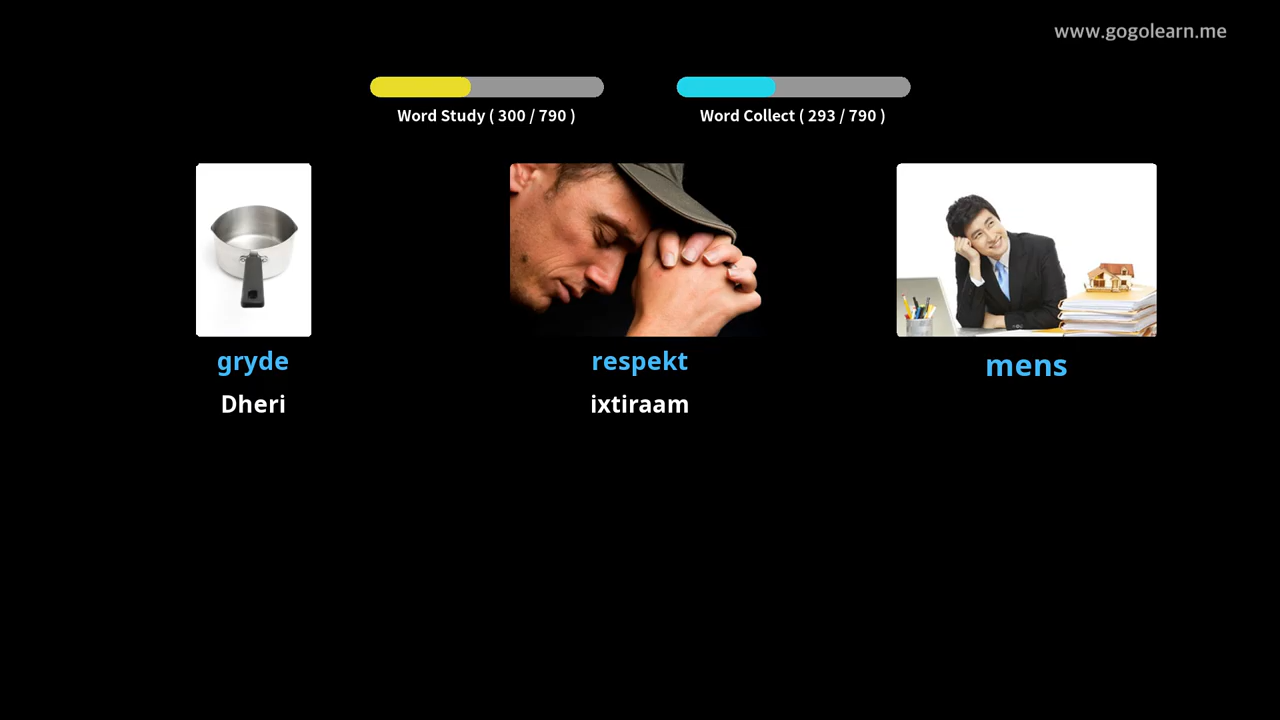 www.gogolearn.me
Word Study ( 300 / 790 )
Word Collect ( 293 / 790 )
gryde
respekt
mens
Dheri
ixtiraam